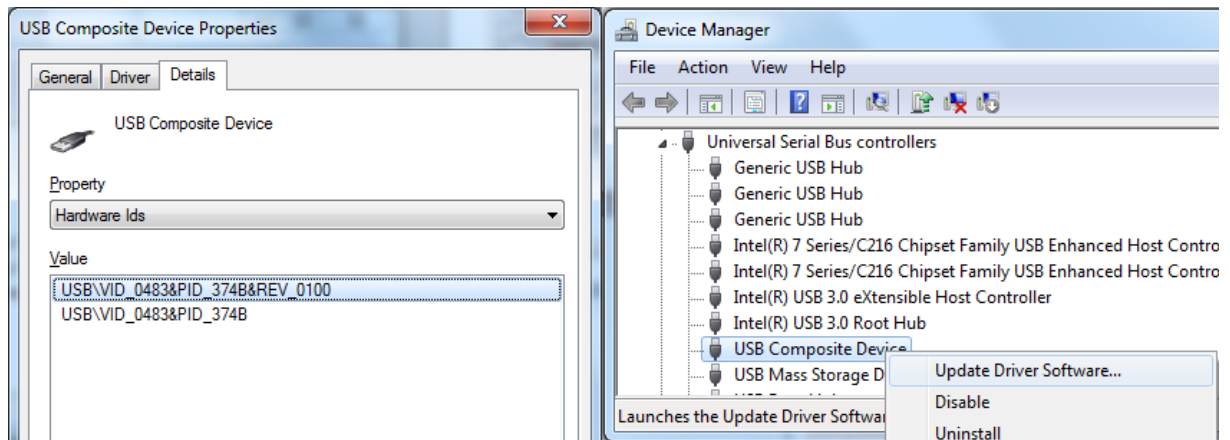 USB Composite Device Properties
General Driver Details
USB Composite Device
Property
Hardware Ids
Value
USB\VID_0483&PID_374B&REV_0100
USB\VID_0483&PID_374B
Device Manager
File Action View Help
Universal Serial Bus controllers
Generic USB Hub
Generic USB Hub
Generic USB Hub
Intel(R) 7 Series/C216 Chipset Family USB Enhanced Host Contro
Intel(R) 7 Series/C216 Chipset Family USB Enhanced Host Contro
Intel(R) USB 3.0 eXtensible Host Controller
Intel(R) USB 3.0 Root Hub
USB Composite Device
USB Mass Storage D
Launches the Update Driver Softwar
Update Driver Software...
Disable
Uninstall